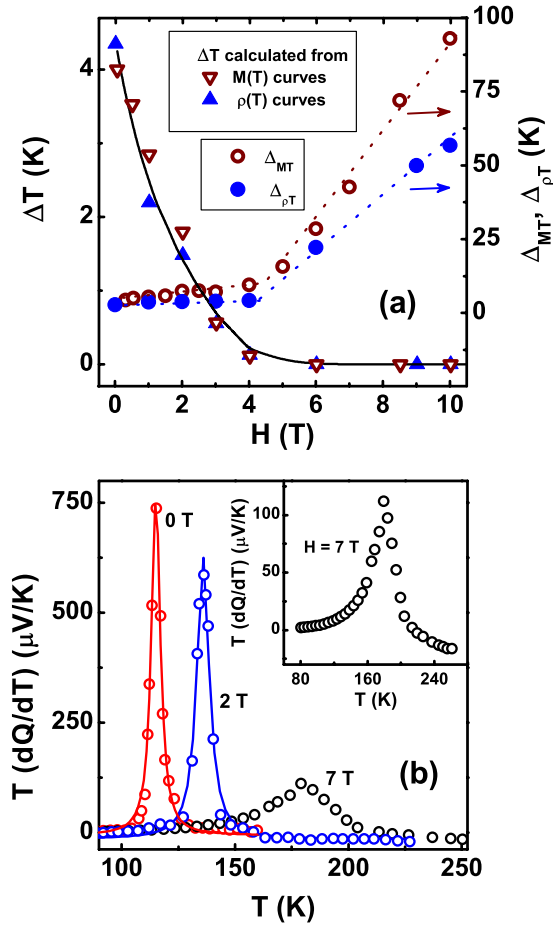 ΔT calculated from
M(T) curves
ρ(T) curves
Δ_MT
Δ_ρT
(a)
4
2
0
ΔT (K)
100
75
50
25
0
Δ_MT, Δ_ρT (K)
0 2 4 6 8 10
H (T)
750
500
250
0
T (dQ/dT) (μV/K)
0 T
2 T
7 T
(b)
100 150 200 250
T (K)
100
50
0
T (dQ/dT) (μV/K)
H = 7 T
80 160 240
T (K)